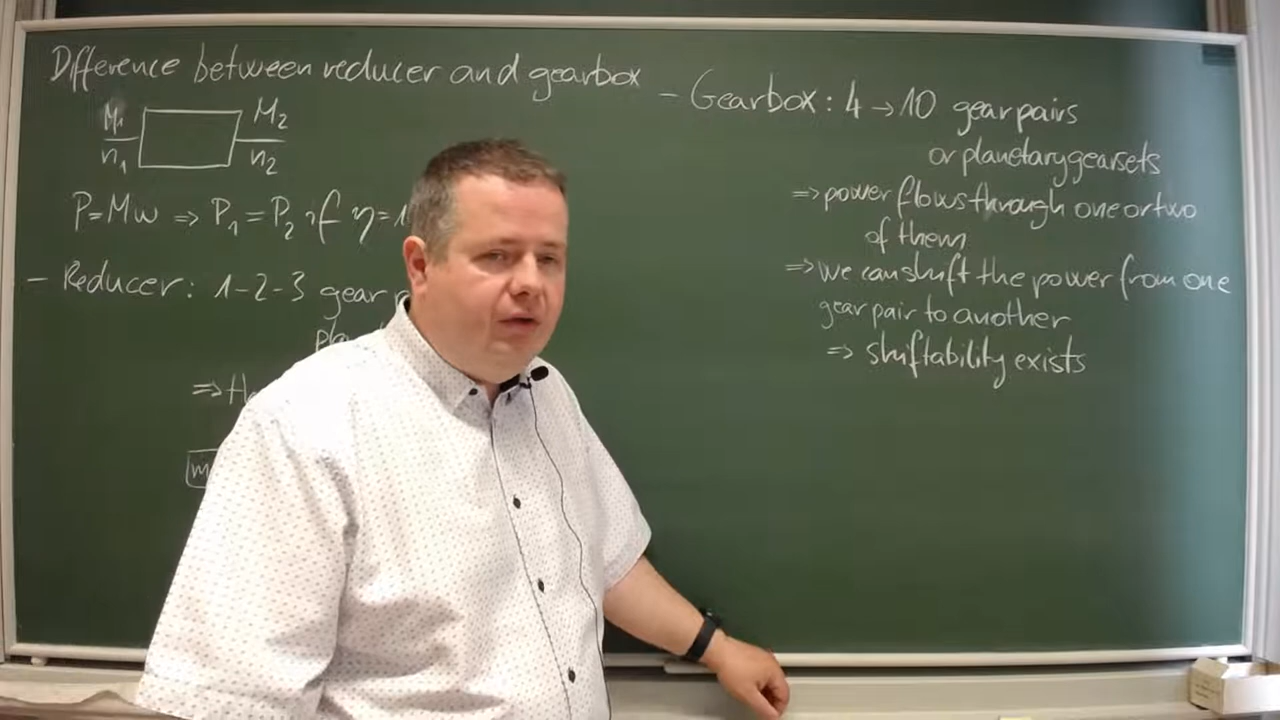 Difference between reducer and gearbox
M1 M2
n1 n2
P=Mω ⇒ P1=P2 if η=1
- Reducer: 1-2-3 gear
⇒
- Gearbox: 4→10 gear pairs
or planetary gearsets
⇒ power flows through one or two
of them
⇒ we can shift the power from one
gear pair to another
⇒ shiftability exists